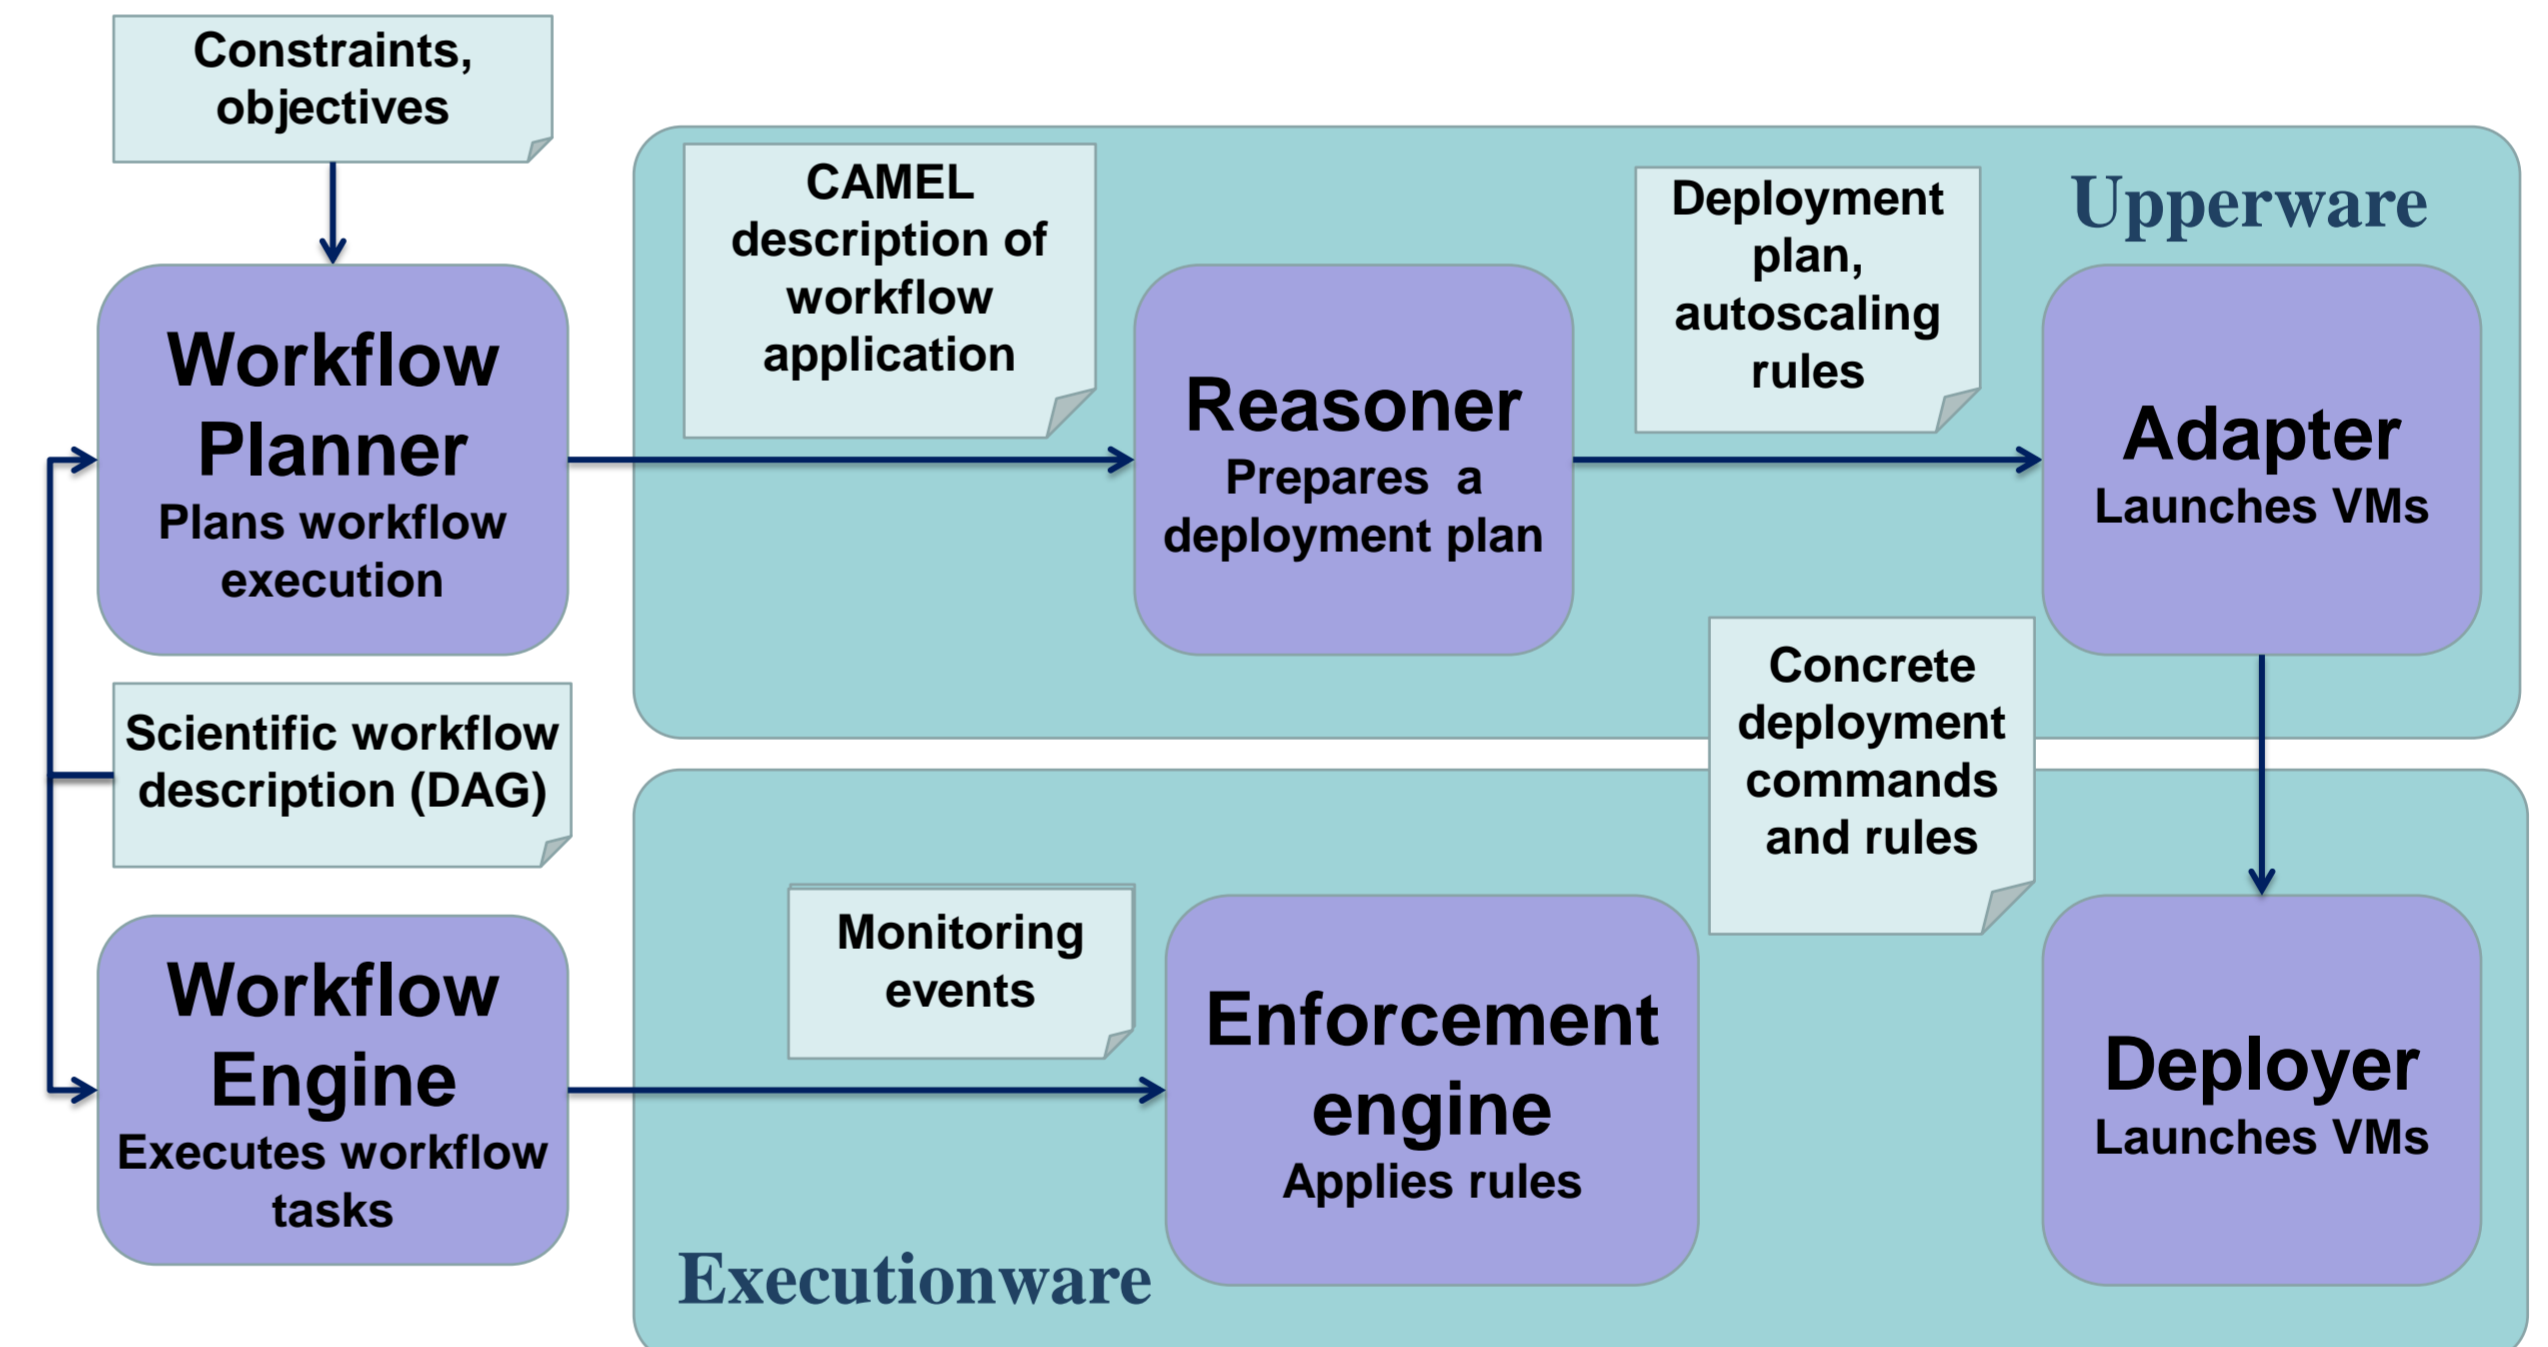 Constraints,
objectives
CAMEL
description of
workflow
application
Deployment
plan,
autoscaling
rules
Upperware
Workflow
Planner
Plans workflow
execution
Reasoner
Prepares a
deployment plan
Adapter
Launches VMs
Scientific workflow
description (DAG)
Concrete
deployment
commands
and rules
Monitoring
events
Workflow
Engine
Executes workflow
tasks
Enforcement
engine
Applies rules
Deployer
Launches VMs
Executionware